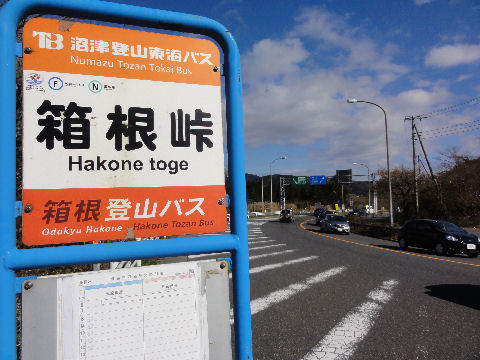 TB 沼津登山東海バス
Numazu Tozan Tokai Bus
F
N
箱根峠
Hakone toge
箱根登山バス
Odakyu Hakone Hakone Tozan Bus